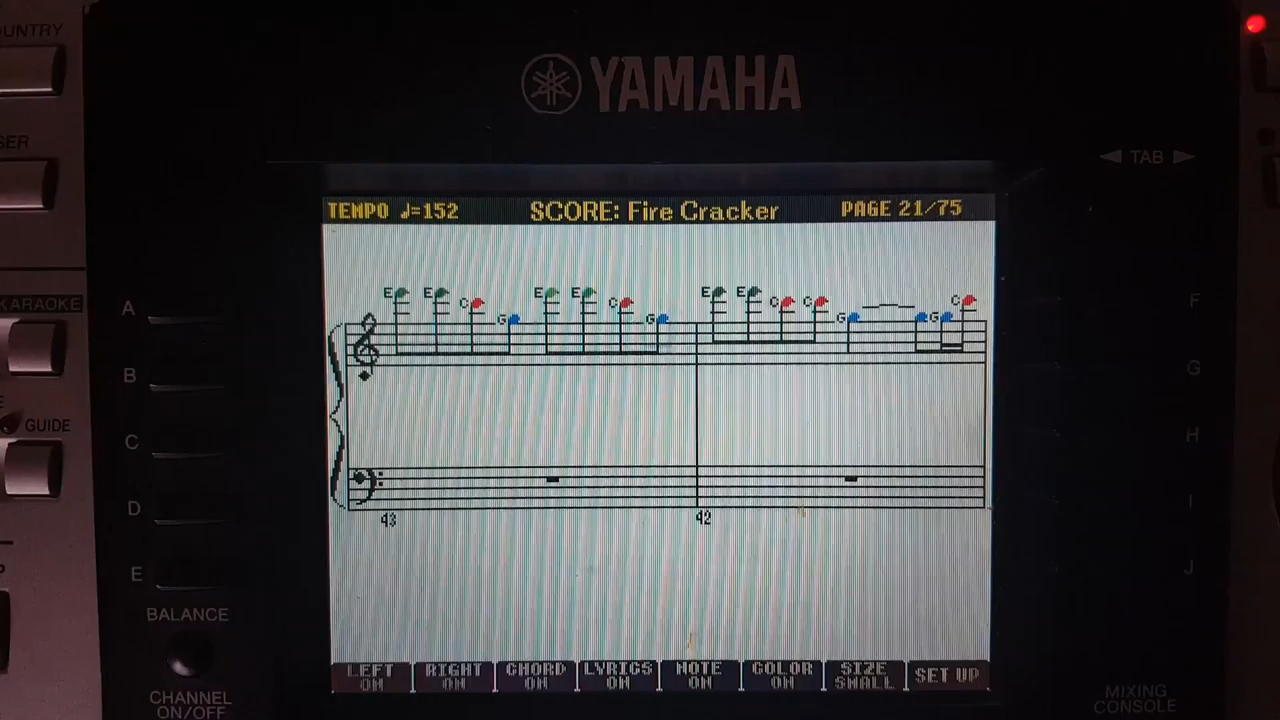 OUNTRY
YAMAHA
SER
◀ TAB ▶
TEMPO ♩=152 SCORE: Fire Cracker PAGE 21/75
KARAOKE
A
F
E E C G E E C G E E C C G G C
B
G
GUIDE
C
H
D
I
43 42
E
J
BALANCE
LEFT ON RIGHT ON CHORD ON LYRICS ON NOTE ON COLOR ON SIZE SMALL SET UP
CHANNEL
ON/OFF
MIXING
CONSOLE